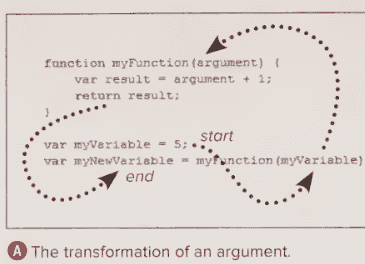 function myFunction(argument) {
var result = argument + 1;
return result;
}
var myVariable = 5; start
var myNewVariable = myfunction(myVariable)
end
A The transformation of an argument.